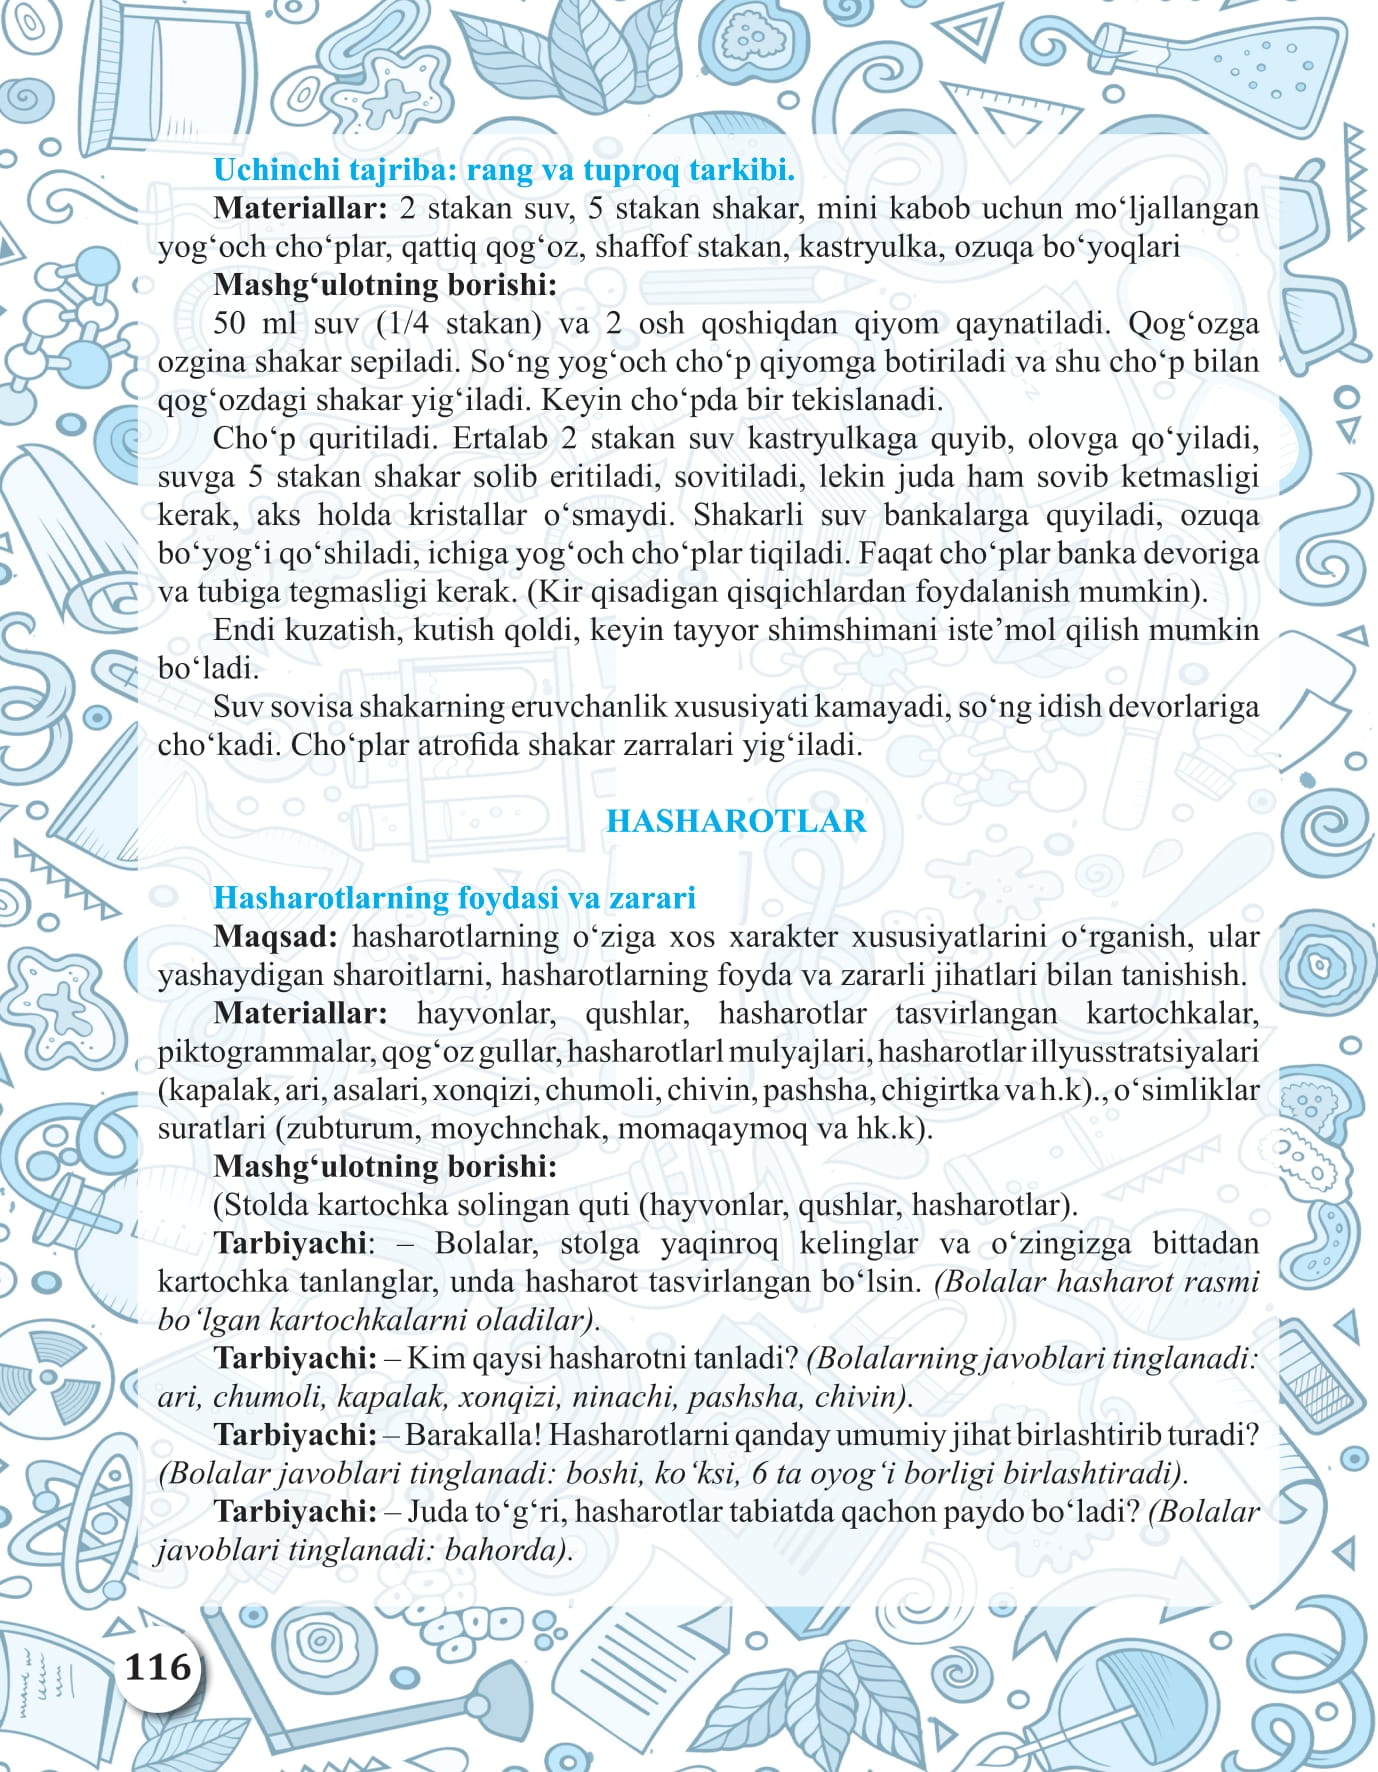 Uchinchi tajriba: rang va tuproq tarkibi.
Materiallar: 2 stakan suv, 5 stakan shakar, mini kabob uchun mo‘ljallangan
yog‘och cho‘plar, qattiq qog‘oz, shaffof stakan, kastryulka, ozuqa bo‘yoqlari
Mashg‘ulotning borishi:
50 ml suv (1/4 stakan) va 2 osh qoshiqdan qiyom qaynatiladi. Qog‘ozga
ozgina shakar sepiladi. So‘ng yog‘och cho‘p qiyomga botiriladi va shu cho‘p bilan
qog‘ozdagi shakar yig‘iladi. Keyin cho‘pda bir tekislanadi.
Cho‘p quritiladi. Ertalab 2 stakan suv kastryulkaga quyib, olovga qo‘yiladi,
suvga 5 stakan shakar solib eritiladi, sovitiladi, lekin juda ham sovib ketmasligi
kerak, aks holda kristallar o‘smaydi. Shakarli suv bankalarga quyiladi, ozuqa
bo‘yog‘i qo‘shiladi, ichiga yog‘och cho‘plar tiqiladi. Faqat cho‘plar banka devoriga
va tubiga tegmasligi kerak. (Kir qisadigan qisqichlardan foydalanish mumkin).
Endi kuzatish, kutish qoldi, keyin tayyor shimshimani iste’mol qilish mumkin
bo‘ladi.
Suv sovisa shakarning eruvchanlik xususiyati kamayadi, so‘ng idish devorlariga
cho‘kadi. Cho‘plar atrofida shakar zarralari yig‘iladi.
HASHAROTLAR
Hasharotlarning foydasi va zarari
Maqsad: hasharotlarning o‘ziga xos xarakter xususiyatlarini o‘rganish, ular
yashaydigan sharoitlarni, hasharotlarning foyda va zararli jihatlari bilan tanishish.
Materiallar: hayvonlar, qushlar, hasharotlar tasvirlangan kartochkalar,
piktogrammalar, qog‘oz gullar, hasharotlarl mulyajlari, hasharotlar illyusstratsiyalari
(kapalak, ari, asalari, xonqizi, chumoli, chivin, pashsha, chigirtka va h.k)., o‘simliklar
suratlari (zubturum, moychnchak, momaqaymoq va hk.k).
Mashg‘ulotning borishi:
(Stolda kartochka solingan quti (hayvonlar, qushlar, hasharotlar).
Tarbiyachi: – Bolalar, stolga yaqinroq kelinglar va o‘zingizga bittadan
kartochka tanlanglar, unda hasharot tasvirlangan bo‘lsin. (Bolalar hasharot rasmi
bo‘lgan kartochkalarni oladilar).
Tarbiyachi: – Kim qaysi hasharotni tanladi? (Bolalarning javoblari tinglanadi:
ari, chumoli, kapalak, xonqizi, ninachi, pashsha, chivin).
Tarbiyachi: – Barakalla! Hasharotlarni qanday umumiy jihat birlashtirib turadi?
(Bolalar javoblari tinglanadi: boshi, ko‘ksi, 6 ta oyog‘i borligi birlashtiradi).
Tarbiyachi: – Juda to‘g‘ri, hasharotlar tabiatda qachon paydo bo‘ladi? (Bolalar
javoblari tinglanadi: bahorda).
116